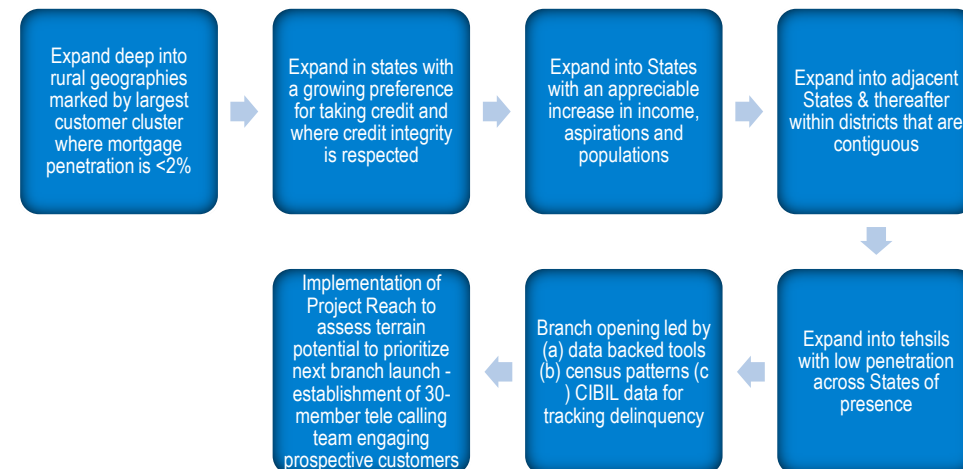 Expand deep into
rural geographies
marked by largest
customer cluster
where mortgage
penetration is <2%
Expand in states with
a growing preference
for taking credit and
where credit integrity
is respected
Expand into States
with an appreciable
increase in income,
aspirations and
populations
Expand into adjacent
States & thereafter
within districts that are
contiguous
Expand into tehsils
with low penetration
across States of
presence
Branch opening led by
(a) data backed tools
(b) census patterns (c
) CIBIL data for
tracking delinquency
Implementation of
Project Reach to
assess terrain
potential to prioritize
next branch launch -
establishment of 30-
member tele calling
team engaging
prospective customers